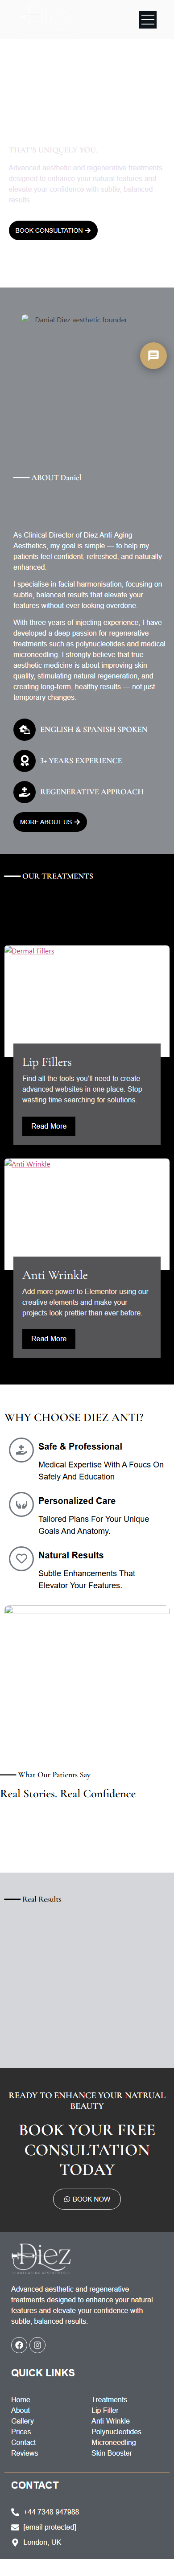 THAT'S UNIQUELY YOU.
Advanced aesthetic and regenerative treatments
designed to enhance your natural features and
elevate your confidence with subtle, balanced
results.
BOOK CONSULTATION
Danial Diez aesthetic founder
ABOUT Daniel
As Clinical Director of Diez Anti-Aging
Aesthetics, my goal is simple — to help my
patients feel confident, refreshed, and naturally
enhanced.
I specialise in facial harmonisation, focusing on
subtle, balanced results that elevate your
features without ever looking overdone.
With three years of injecting experience, I have
developed a deep passion for regenerative
treatments such as polynucleotides and medical
microneedling. I strongly believe that true
aesthetic medicine is about improving skin
quality, stimulating natural regeneration, and
creating long-term, healthy results — not just
temporary changes.
ENGLISH & SPANISH SPOKEN
3+ YEARS EXPERIENCE
REGENERATIVE APPROACH
MORE ABOUT US
OUR TREATMENTS
Dermal Fillers
Lip Fillers
Find all the tools you'll need to create
advanced websites in one place. Stop
wasting time searching for solutions.
Read More
Anti Wrinkle
Anti Wrinkle
Add more power to Elementor using our
creative elements and make your
projects look prettier than ever before.
Read More
WHY CHOOSE DIEZ ANTI?
Safe & Professional
Medical Expertise With A Foucs On
Safety And Education
Personalized Care
Tailored Plans For Your Unique
Goals And Anatomy.
Natural Results
Subtle Enhancements That
Elevater Your Features.
What Our Patients Say
Real Stories. Real Confidence
Real Results
READY TO ENHANCE YOUR NATRUAL
BEAUTY
BOOK YOUR FREE
CONSULTATION
TODAY
BOOK NOW
Diez
Advanced aesthetic and regenerative
treatments designed to enhance your natural
features and elevate your confidence with
subtle, balanced results.
QUICK LINKS
Home
About
Gallery
Prices
Contact
Reviews
Treatments
Lip Filler
Anti-Wrinkle
Polynucleotides
Microneedling
Skin Booster
CONTACT
+44 7348 947988
[email protected]
London, UK